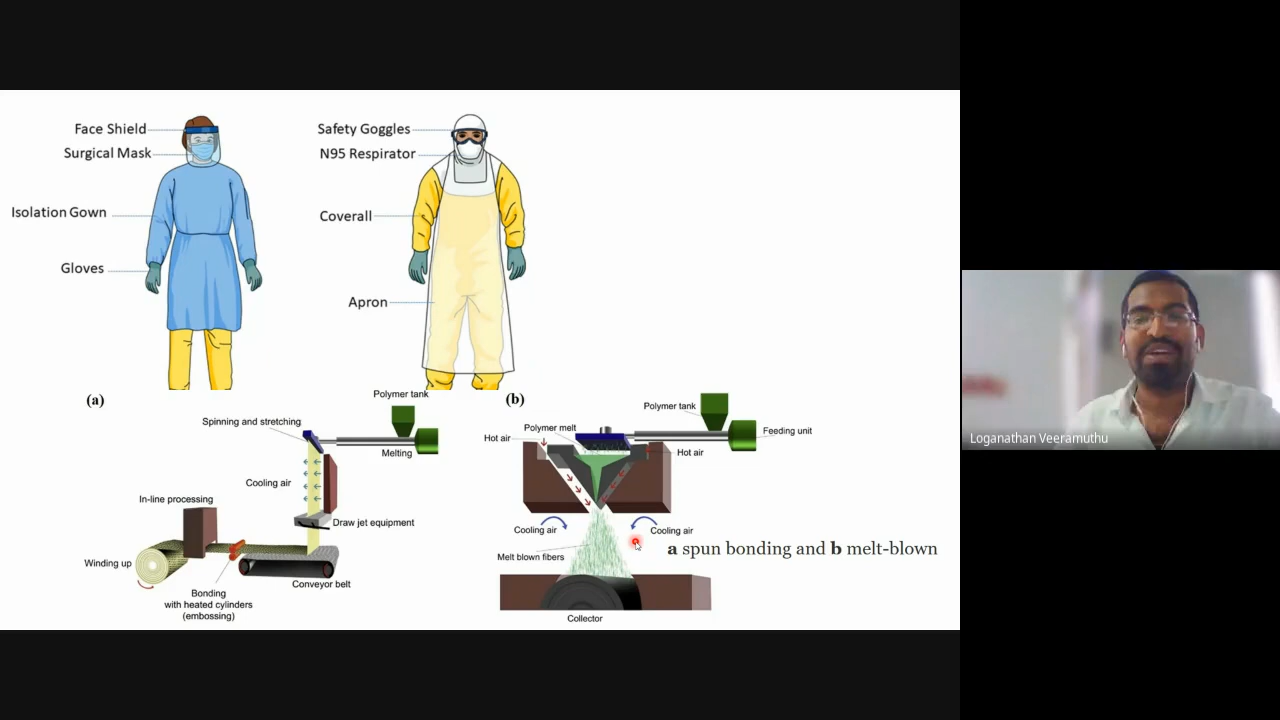 Face Shield
Surgical Mask
Isolation Gown
Gloves
Safety Goggles
N95 Respirator
Coverall
Apron
(a)
Polymer tank
Spinning and stretching
Melting
Cooling air
In-line processing
Draw jet equipment
Winding up
Conveyor belt
Bonding
with heated cylinders
(embossing)
(b)
Polymer tank
Polymer melt
Feeding unit
Hot air
Hot air
Cooling air
Cooling air
Melt blown fibers
Collector
a spun bonding and b melt-blown
Loganathan Veeramuthu